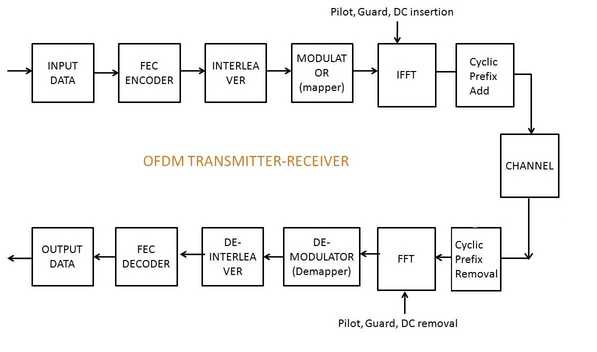 Pilot, Guard, DC insertion
INPUT
DATA
FEC
ENCODER
INTERLEA
VER
MODULAT
OR
(mapper)
IFFT
Cyclic
Prefix
Add
OFDM TRANSMITTER-RECEIVER
CHANNEL
OUTPUT
DATA
FEC
DECODER
DE-
INTERLEA
VER
DE-
MODULATOR
(Demapper)
FFT
Cyclic
Prefix
Removal
Pilot, Guard, DC removal